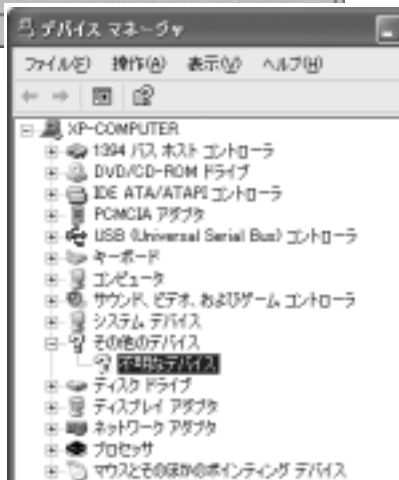 デバイス マネージャ
ファイル(F) 操作(A) 表示(V) ヘルプ(H)
XP-COMPUTER
1394 バス ホスト コントローラ
DVD/CD-ROM ドライブ
IDE ATA/ATAPI コントローラ
PCMCIA アダプタ
USB (Universal Serial Bus) コントローラ
キーボード
コンピュータ
サウンド、ビデオ、およびゲーム コントローラ
システム デバイス
その他のデバイス
不明なデバイス
ディスク ドライブ
ディスプレイ アダプタ
ネットワーク アダプタ
プロセッサ
マウスとそのほかのポインティング デバイス